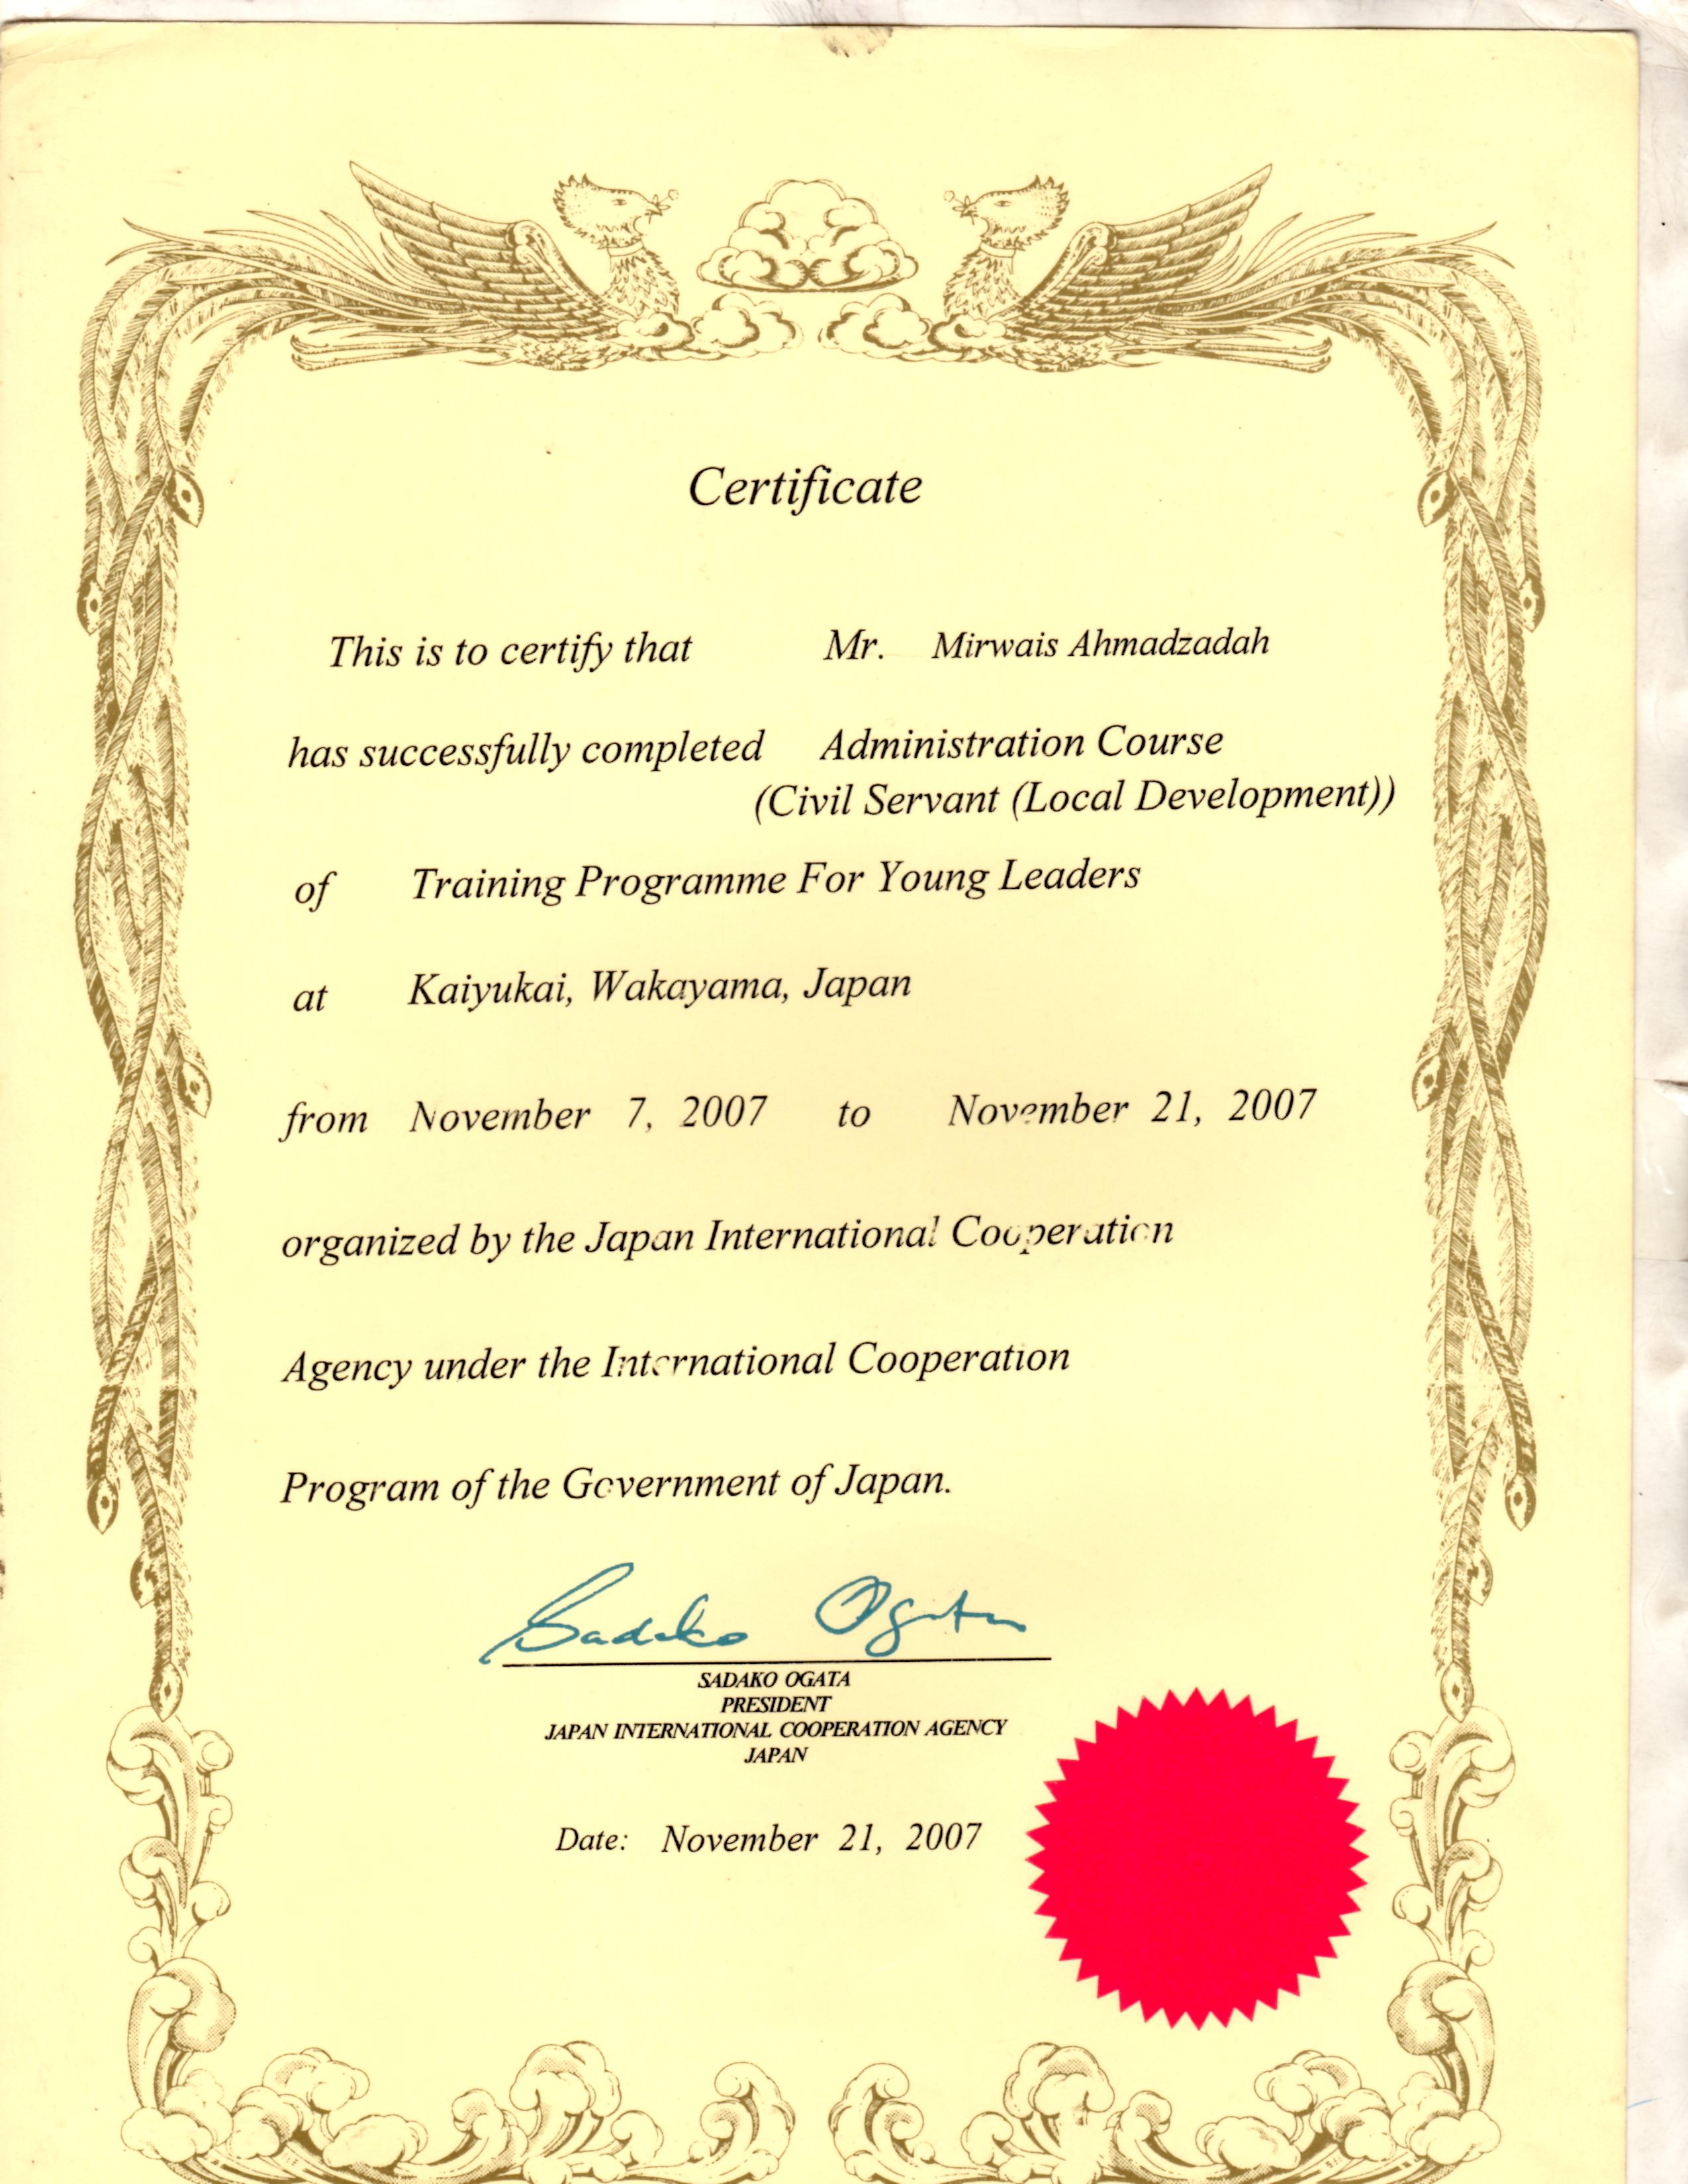 Certificate
This is to certify that Mr. Mirwais Ahmadzadah
has successfully completed Administration Course
(Civil Servant (Local Development))
of Training Programme For Young Leaders
at Kaiyukai, Wakayama, Japan
from November 7, 2007 to November 21, 2007
organized by the Japan International Cooperation
Agency under the International Cooperation
Program of the Government of Japan.
Sadako Ogata
SADAKO OGATA
PRESIDENT
JAPAN INTERNATIONAL COOPERATION AGENCY
JAPAN
Date: November 21, 2007